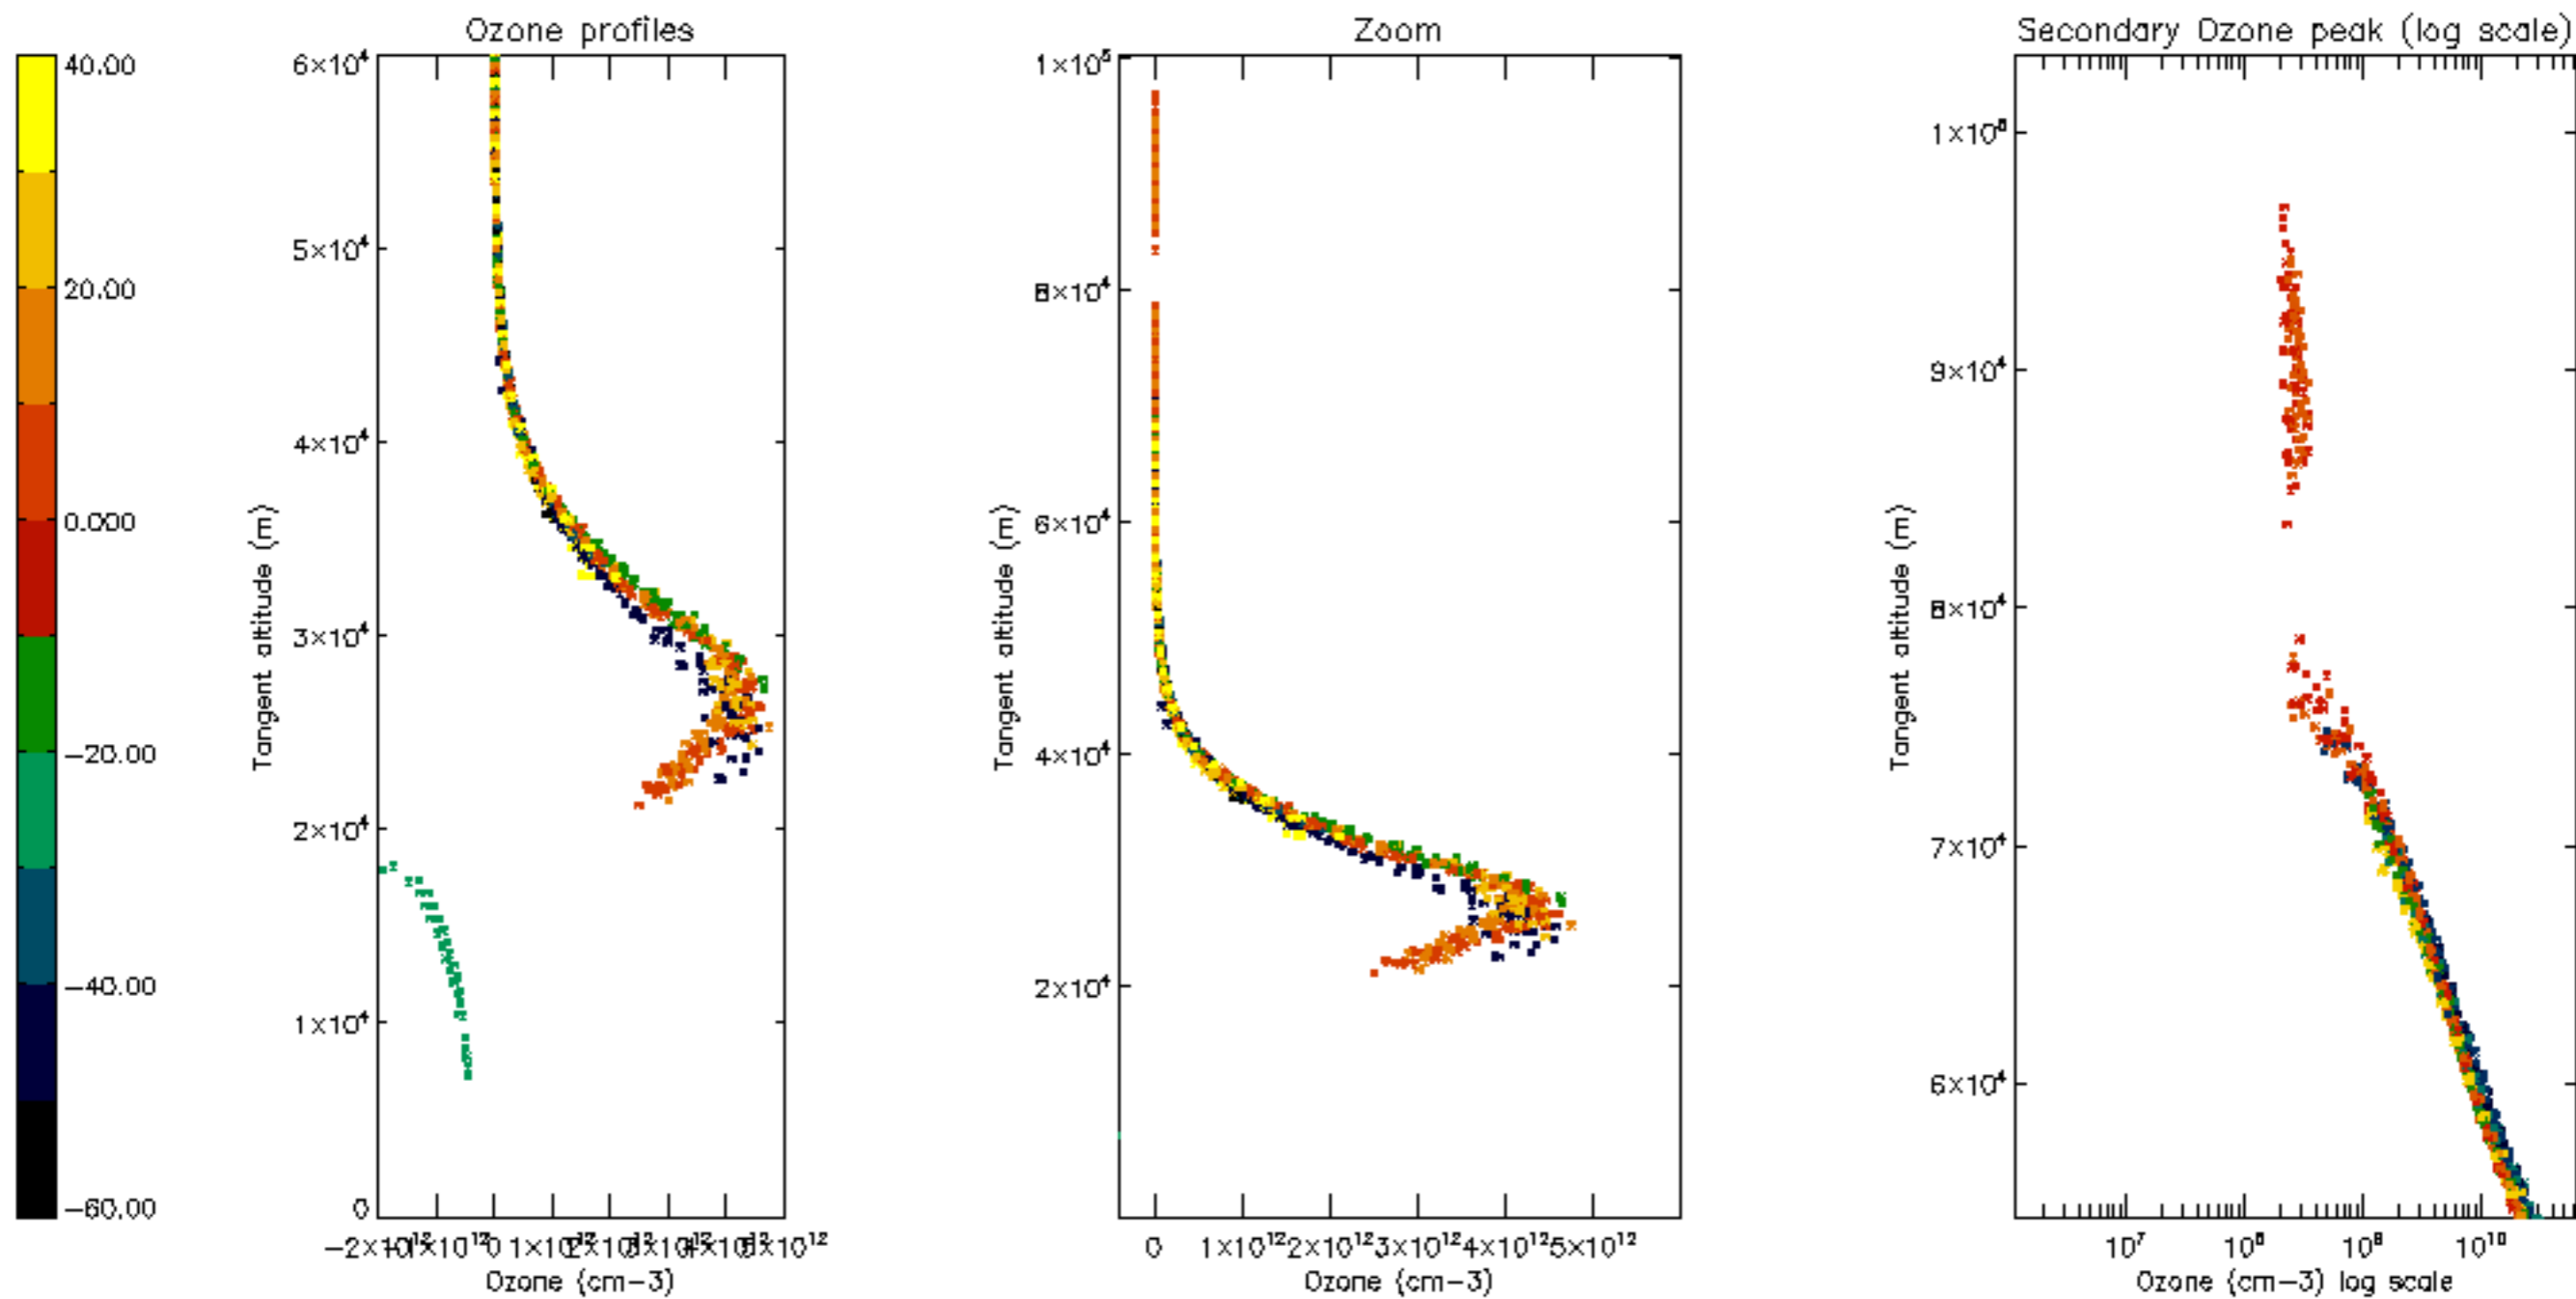 Ozone profiles
Zoom
Secondary Ozone peak (log scale)
40.00
20.00
0.000
−20.00
−40.00
−60.00
6×10⁴
5×10⁴
4×10⁴
3×10⁴
2×10⁴
1×10⁴
0
Tangent altitude (m)
0 1×10¹²
5×10¹²
Ozone (cm−3)
1×10⁵
8×10⁴
6×10⁴
4×10⁴
2×10⁴
Tangent altitude (m)
0 1×10¹² 2×10¹² 3×10¹² 4×10¹² 5×10¹²
Ozone (cm−3)
9×10⁴
8×10⁴
7×10⁴
6×10⁴
Tangent altitude (m)
10⁷ 10⁸ 10⁹ 10¹⁰
Ozone (cm−3) log scale